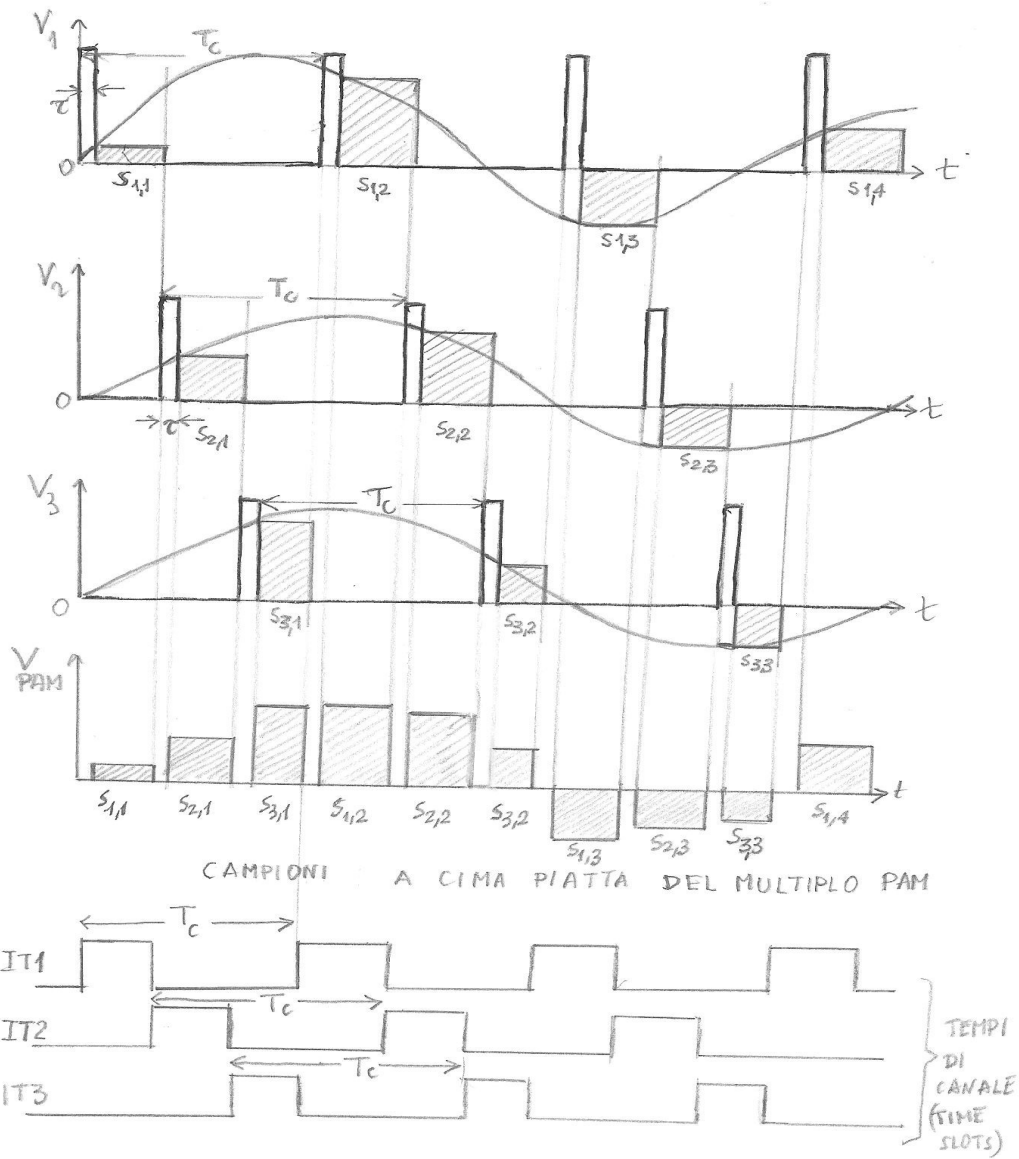 V1
Tc
τ
0
t
S1,1
S1,2
S1,3
S1,4
V2
Tc
0
t
τ
S2,1
S2,2
S2,3
V3
Tc
0
t
S3,1
S3,2
S33
V
PAM
t
S1,1
S2,1
S3,1
S1,2
S2,2
S3,2
S1,3
S2,3
S3,3
S1,4
CAMPIONI A CIMA PIATTA DEL MULTIPLO PAM
Tc
IT1
Tc
IT2
Tc
IT3
TEMPI
DI
CANALE
(TIME
SLOTS)